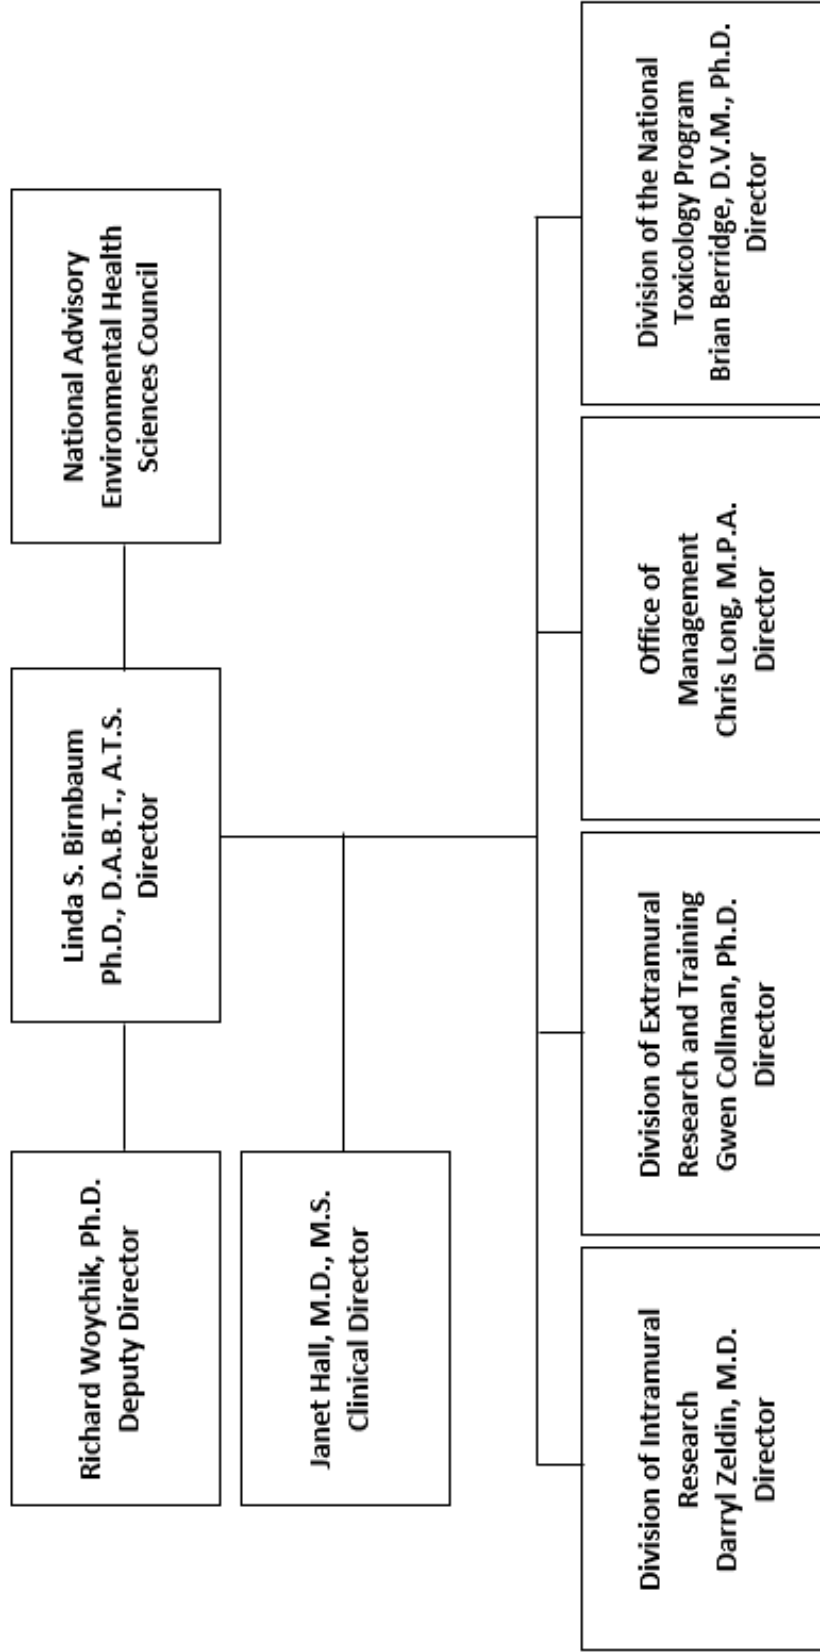 Richard Woychik, Ph.D.
Deputy Director
Linda S. Birnbaum
Ph.D., D.A.B.T., A.T.S.
Director
National Advisory
Environmental Health
Sciences Council
Janet Hall, M.D., M.S.
Clinical Director
Division of Intramural
Research
Darryl Zeldin, M.D.
Director
Division of Extramural
Research and Training
Gwen Collman, Ph.D.
Director
Office of
Management
Chris Long, M.P.A.
Director
Division of the National
Toxicology Program
Brian Berridge, D.V.M., Ph.D.
Director